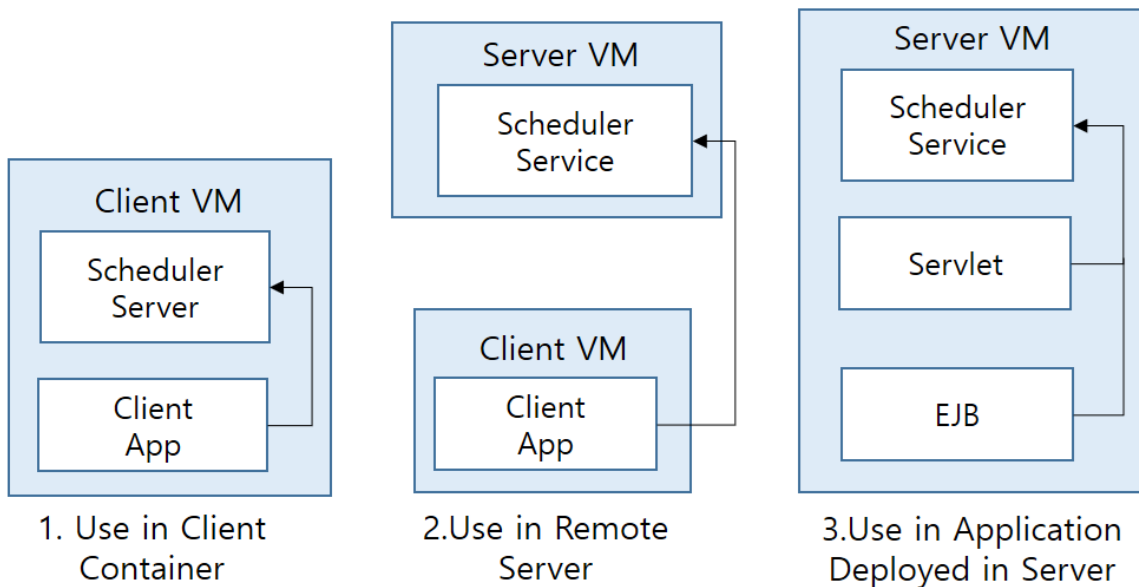 Client VM
Scheduler
Server
Client
App
1. Use in Client
Container
Server VM
Scheduler
Service
Client VM
Client
App
2.Use in Remote
Server
Server VM
Scheduler
Service
Servlet
EJB
3.Use in Application
Deployed in Server